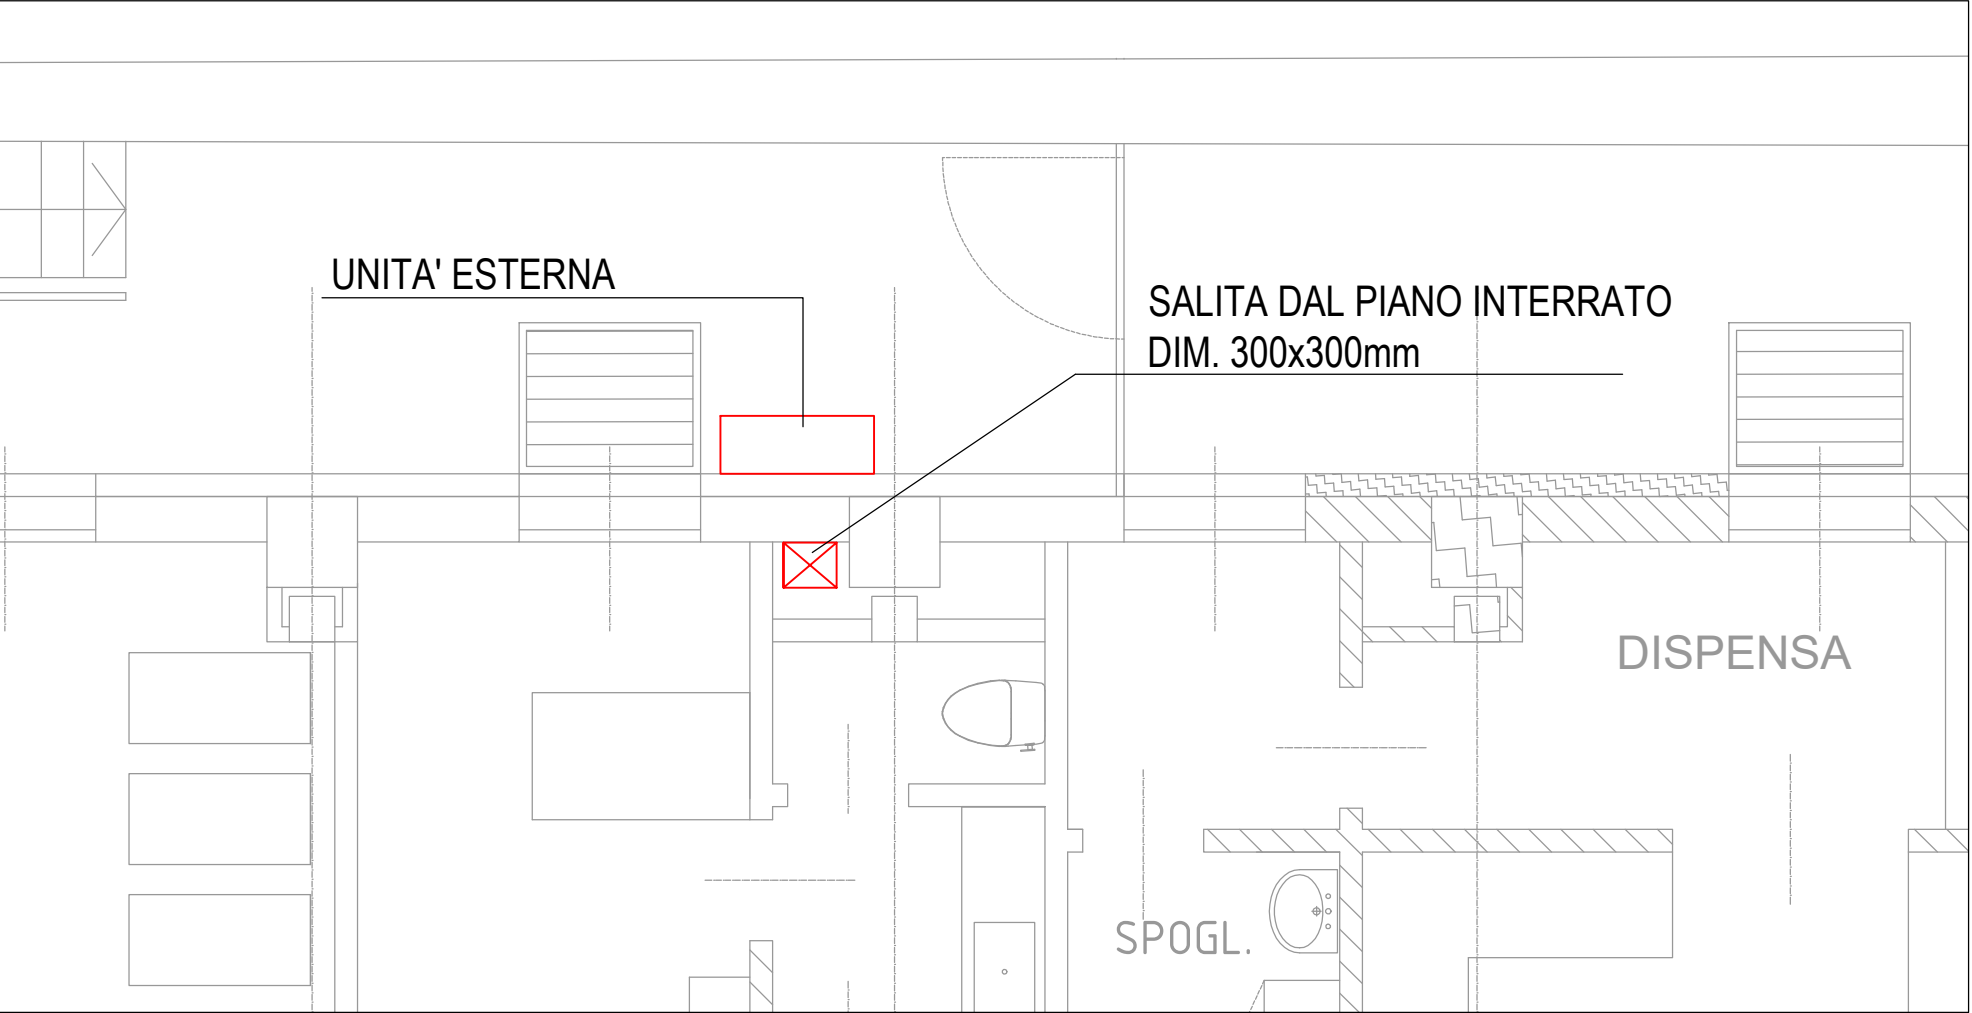 UNITA' ESTERNA
SALITA DAL PIANO INTERRATO
DIM. 300x300mm
DISPENSA
SPOGL.